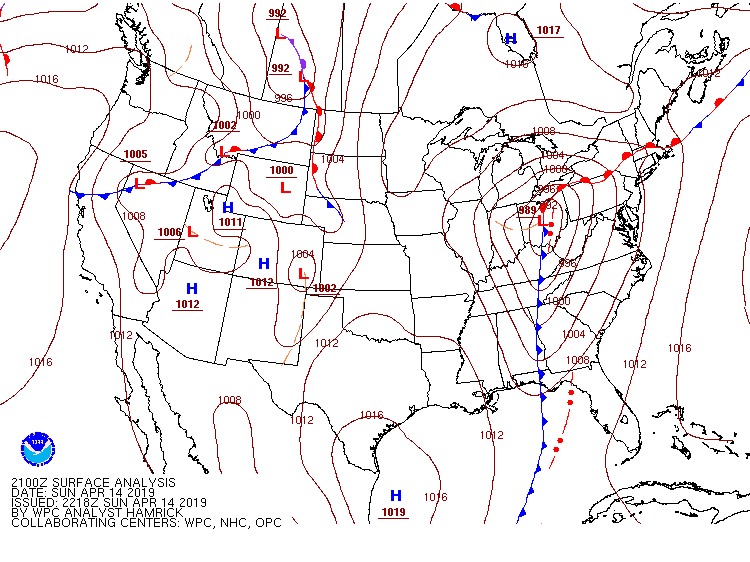 992
1017
H
L
1012
1012
992
L
1016
1016
996
1000
1002
1008
1005
L
1004
1004
1000
1000
L
L
996
H
992
1008
989
1011
L
1006
L
1004
996
H
L
1012
H
1002
1000
1012
1004
1012
1012
1016
1008
1016
1012
1008
1012
1016
1012
2100Z SURFACE ANALYSIS
DATE: SUN APR 14 2019
ISSUED: 2218Z SUN APR 14 2019
BY WPC ANALYST HAMRICK
COLLABORATING CENTERS: WPC, NHC, OPC
H
1016
1019